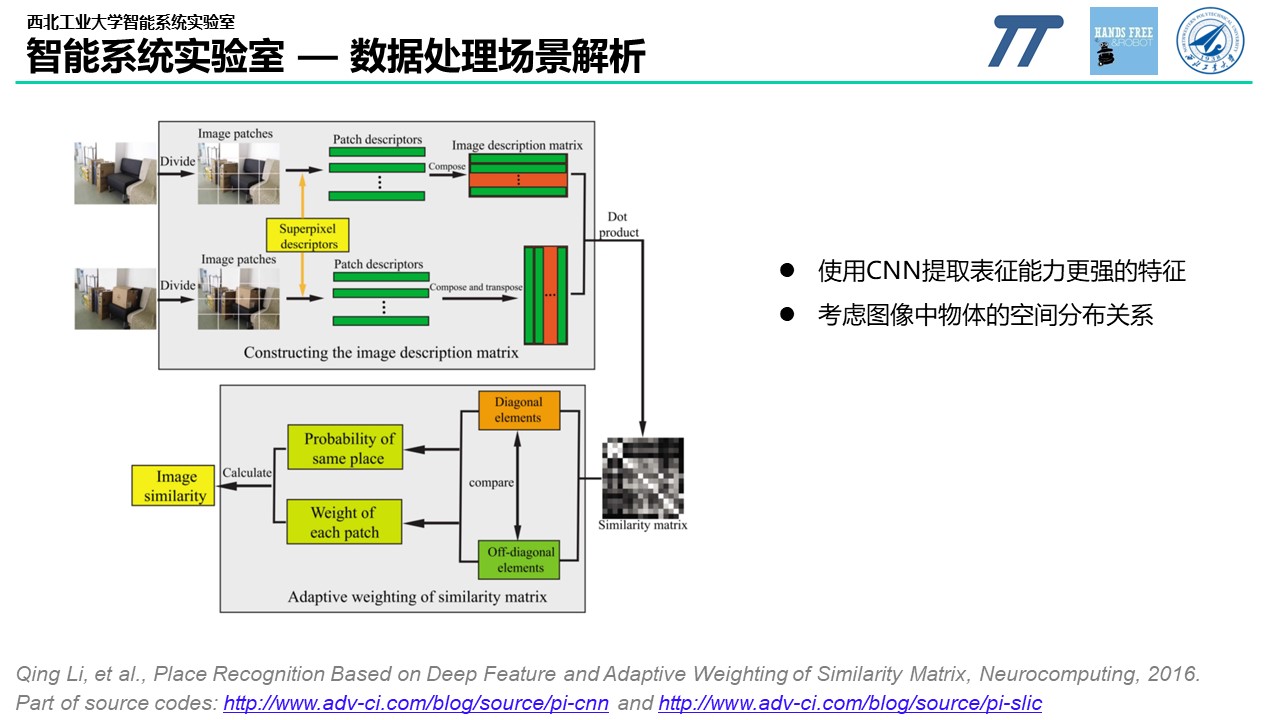 西北工业大学智能系统实验室
智能系统实验室 — 数据处理场景解析
HANDS FREE
&ROBOT
Image patches
Divide
Patch descriptors
Compose
Image description matrix
Superpixel
descriptors
Dot
product
Image patches
Divide
Patch descriptors
Compose and transpose
Constructing the image description matrix
● 使用CNN提取表征能力更强的特征
● 考虑图像中物体的空间分布关系
Diagonal
elements
Probability of
same place
Calculate
Image
similarity
compare
Weight of
each patch
Off-diagonal
elements
Similarity matrix
Adaptive weighting of similarity matrix
Qing Li, et al., Place Recognition Based on Deep Feature and Adaptive Weighting of Similarity Matrix, Neurocomputing, 2016.
Part of source codes: http://www.adv-ci.com/blog/source/pi-cnn and http://www.adv-ci.com/blog/source/pi-slic